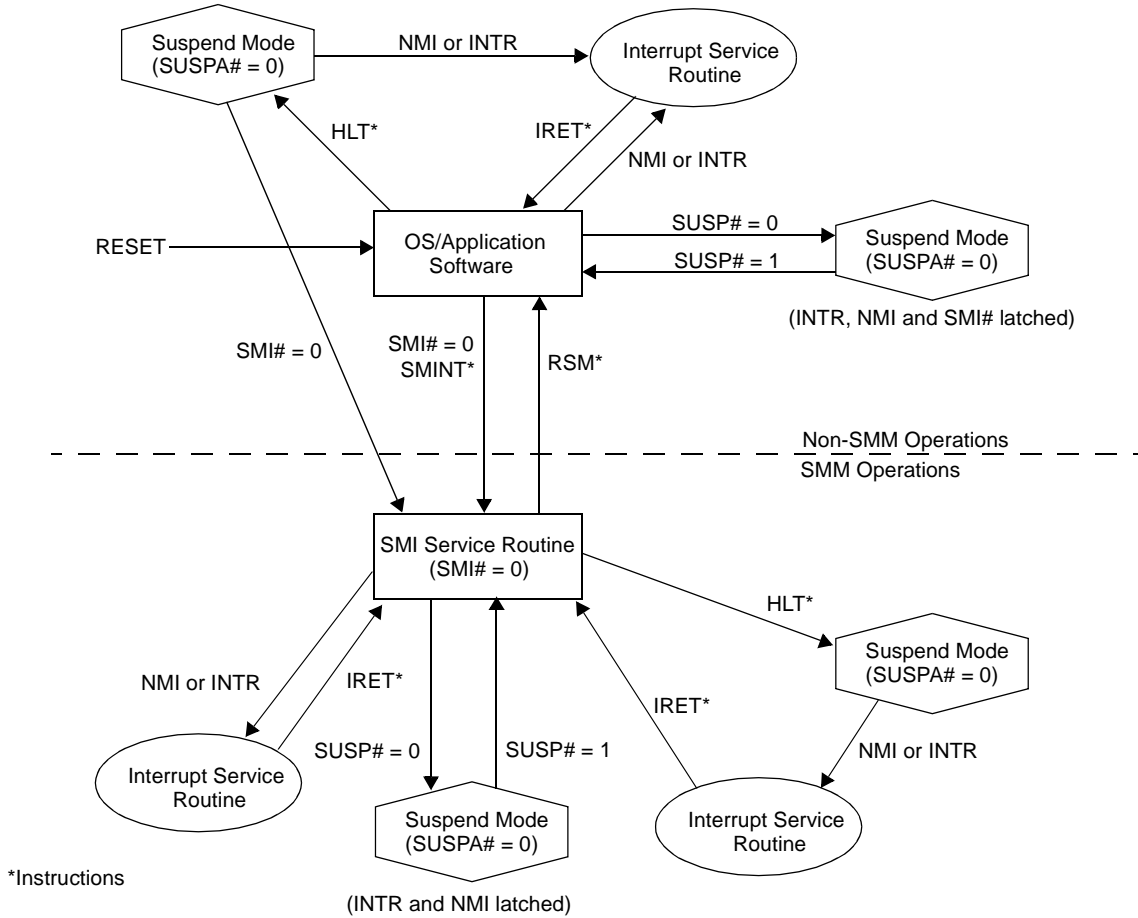 Suspend Mode
(SUSPA# = 0)
NMI or INTR
Interrupt Service
Routine
HLT*
IRET*
NMI or INTR
RESET
OS/Application
Software
SUSP# = 0
SUSP# = 1
Suspend Mode
(SUSPA# = 0)
(INTR, NMI and SMI# latched)
SMI# = 0
SMI# = 0
SMINT*
RSM*
Non-SMM Operations
SMM Operations
SMI Service Routine
(SMI# = 0)
HLT*
Suspend Mode
(SUSPA# = 0)
NMI or INTR
IRET*
IRET*
SUSP# = 0
SUSP# = 1
NMI or INTR
Interrupt Service
Routine
Suspend Mode
(SUSPA# = 0)
Interrupt Service
Routine
*Instructions
(INTR and NMI latched)